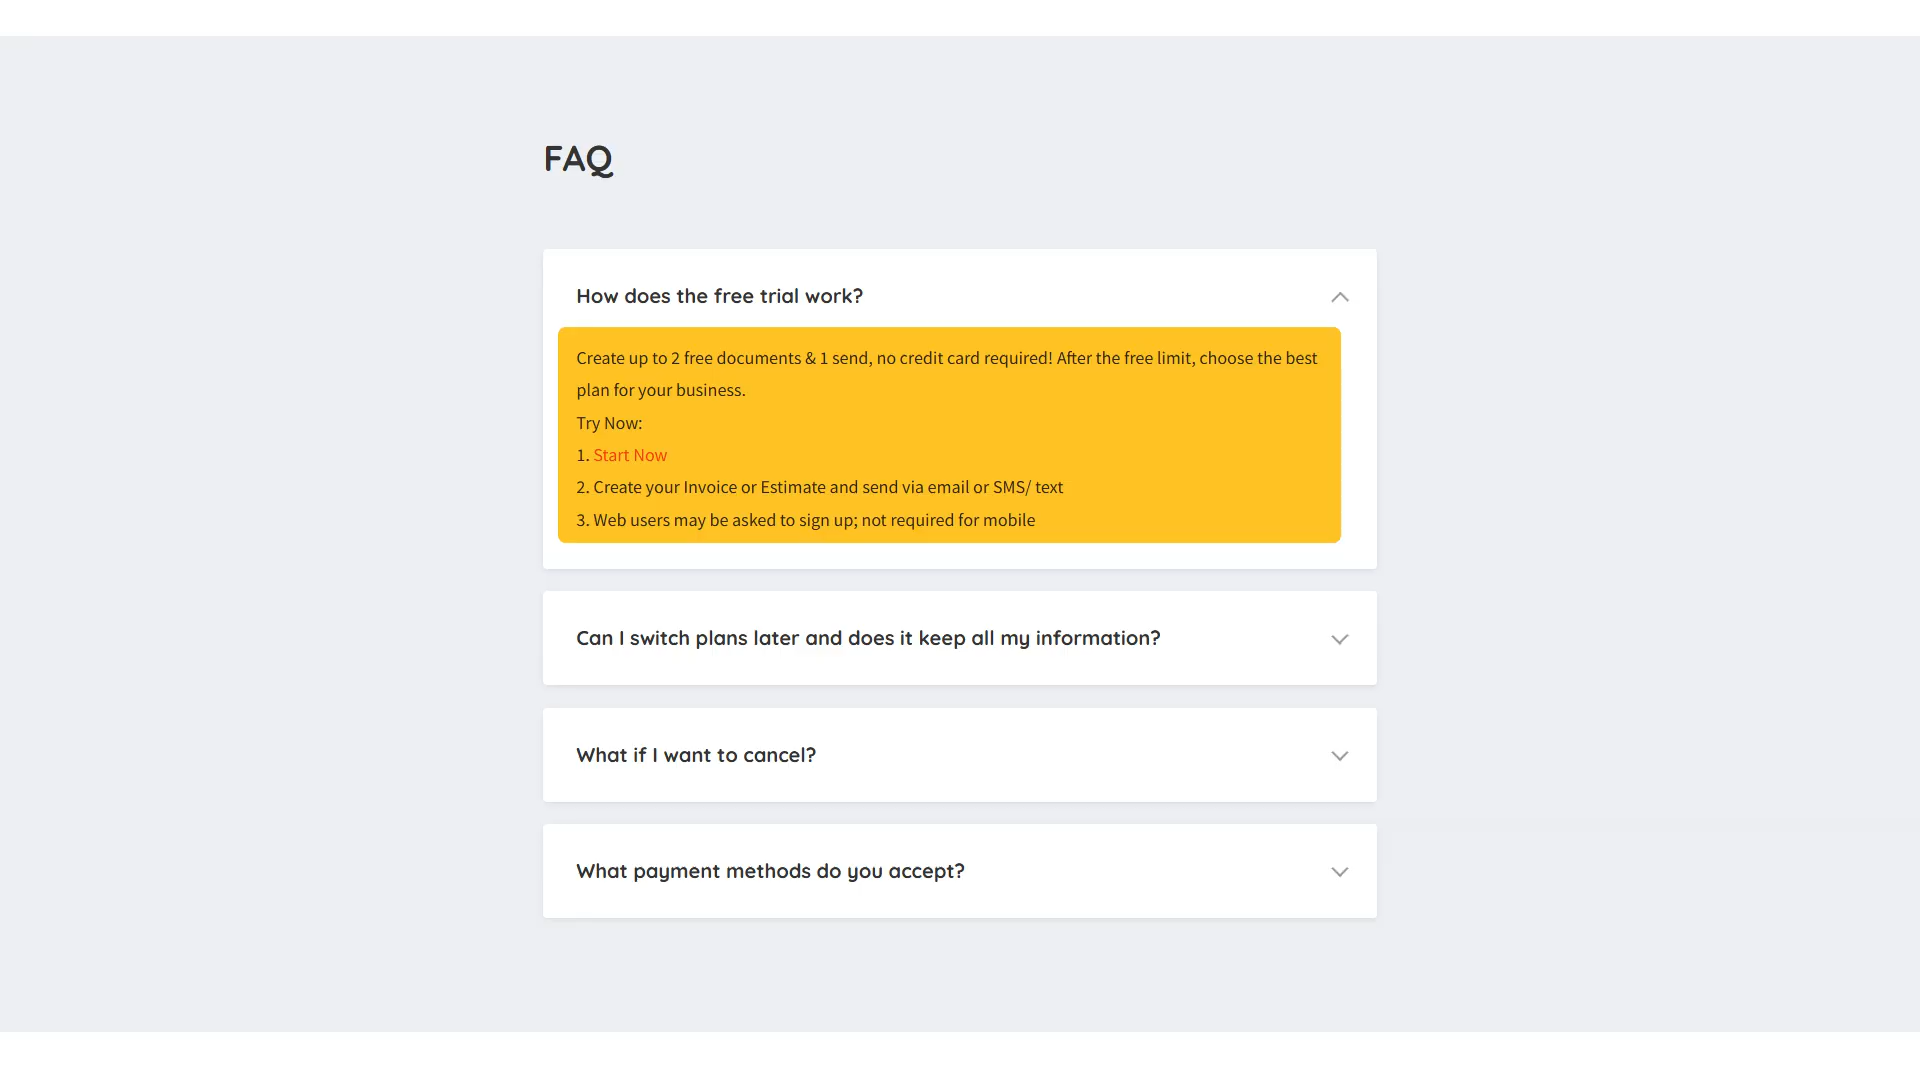 FAQ
How does the free trial work?
Create up to 2 free documents & 1 send, no credit card required! After the free limit, choose the best
plan for your business.
Try Now:
1. Start Now
2. Create your Invoice or Estimate and send via email or SMS/ text
3. Web users may be asked to sign up; not required for mobile
Can I switch plans later and does it keep all my information?
What if I want to cancel?
What payment methods do you accept?